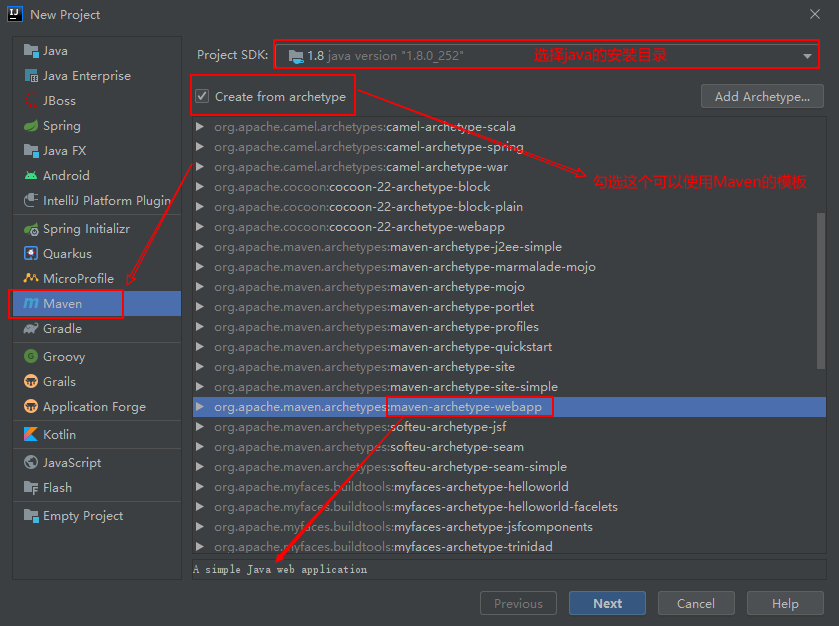 New Project
Java
Java Enterprise
JBoss
Spring
Java FX
Android
IntelliJ Platform Plugin
Spring Initializr
Quarkus
MicroProfile
Maven
Gradle
Groovy
Grails
Application Forge
Kotlin
JavaScript
Flash
Empty Project
Project SDK: 1.8 java version "1.8.0_252" 选择java的安装目录
Create from archetype
Add Archetype...
org.apache.camel.archetypes:camel-archetype-scala
org.apache.camel.archetypes:camel-archetype-spring
org.apache.camel.archetypes:camel-archetype-war
勾选这个可以使用Maven的模板
org.apache.cocoon:cocoon-22-archetype-block
org.apache.cocoon:cocoon-22-archetype-block-plain
org.apache.cocoon:cocoon-22-archetype-webapp
org.apache.maven.archetypes:maven-archetype-j2ee-simple
org.apache.maven.archetypes:maven-archetype-marmalade-mojo
org.apache.maven.archetypes:maven-archetype-mojo
org.apache.maven.archetypes:maven-archetype-portlet
org.apache.maven.archetypes:maven-archetype-profiles
org.apache.maven.archetypes:maven-archetype-quickstart
org.apache.maven.archetypes:maven-archetype-site
org.apache.maven.archetypes:maven-archetype-site-simple
org.apache.maven.archetypes:maven-archetype-webapp
org.apache.maven.archetypes:softeu-archetype-jsf
org.apache.maven.archetypes:softeu-archetype-seam
org.apache.maven.archetypes:softeu-archetype-seam-simple
org.apache.myfaces.buildtools:myfaces-archetype-helloworld
org.apache.myfaces.buildtools:myfaces-archetype-helloworld-facelets
org.apache.myfaces.buildtools:myfaces-archetype-jsfcomponents
org.apache.myfaces.buildtools:myfaces-archetype-trinidad
A simple Java web application
Previous
Next
Cancel
Help